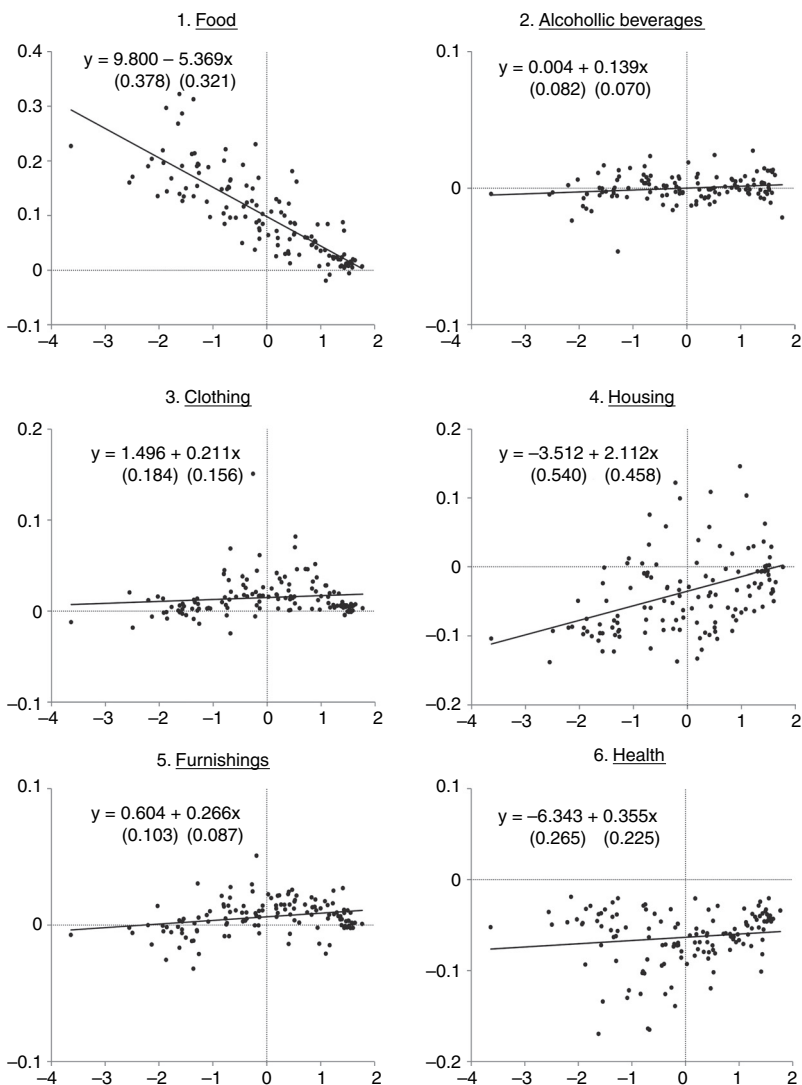 1. Food
y = 9.800 – 5.369x
(0.378) (0.321)
0.4
0.3
0.2
0.1
0
–0.1
–4 –3 –2 –1 0 1 2
2. Alcohollic beverages
y = 0.004 + 0.139x
(0.082) (0.070)
0.1
0
–0.1
–4 –3 –2 –1 0 1 2
3. Clothing
y = 1.496 + 0.211x
(0.184) (0.156)
0.2
0.1
0
–0.1
–4 –3 –2 –1 0 1 2
4. Housing
y = –3.512 + 2.112x
(0.540) (0.458)
0.2
0.1
0
–0.1
–0.2
–4 –3 –2 –1 0 1 2
5. Furnishings
y = 0.604 + 0.266x
(0.103) (0.087)
0.1
0
–0.1
–4 –3 –2 –1 0 1 2
6. Health
y = –6.343 + 0.355x
(0.265) (0.225)
0.1
0
–0.1
–0.2
–4 –3 –2 –1 0 1 2